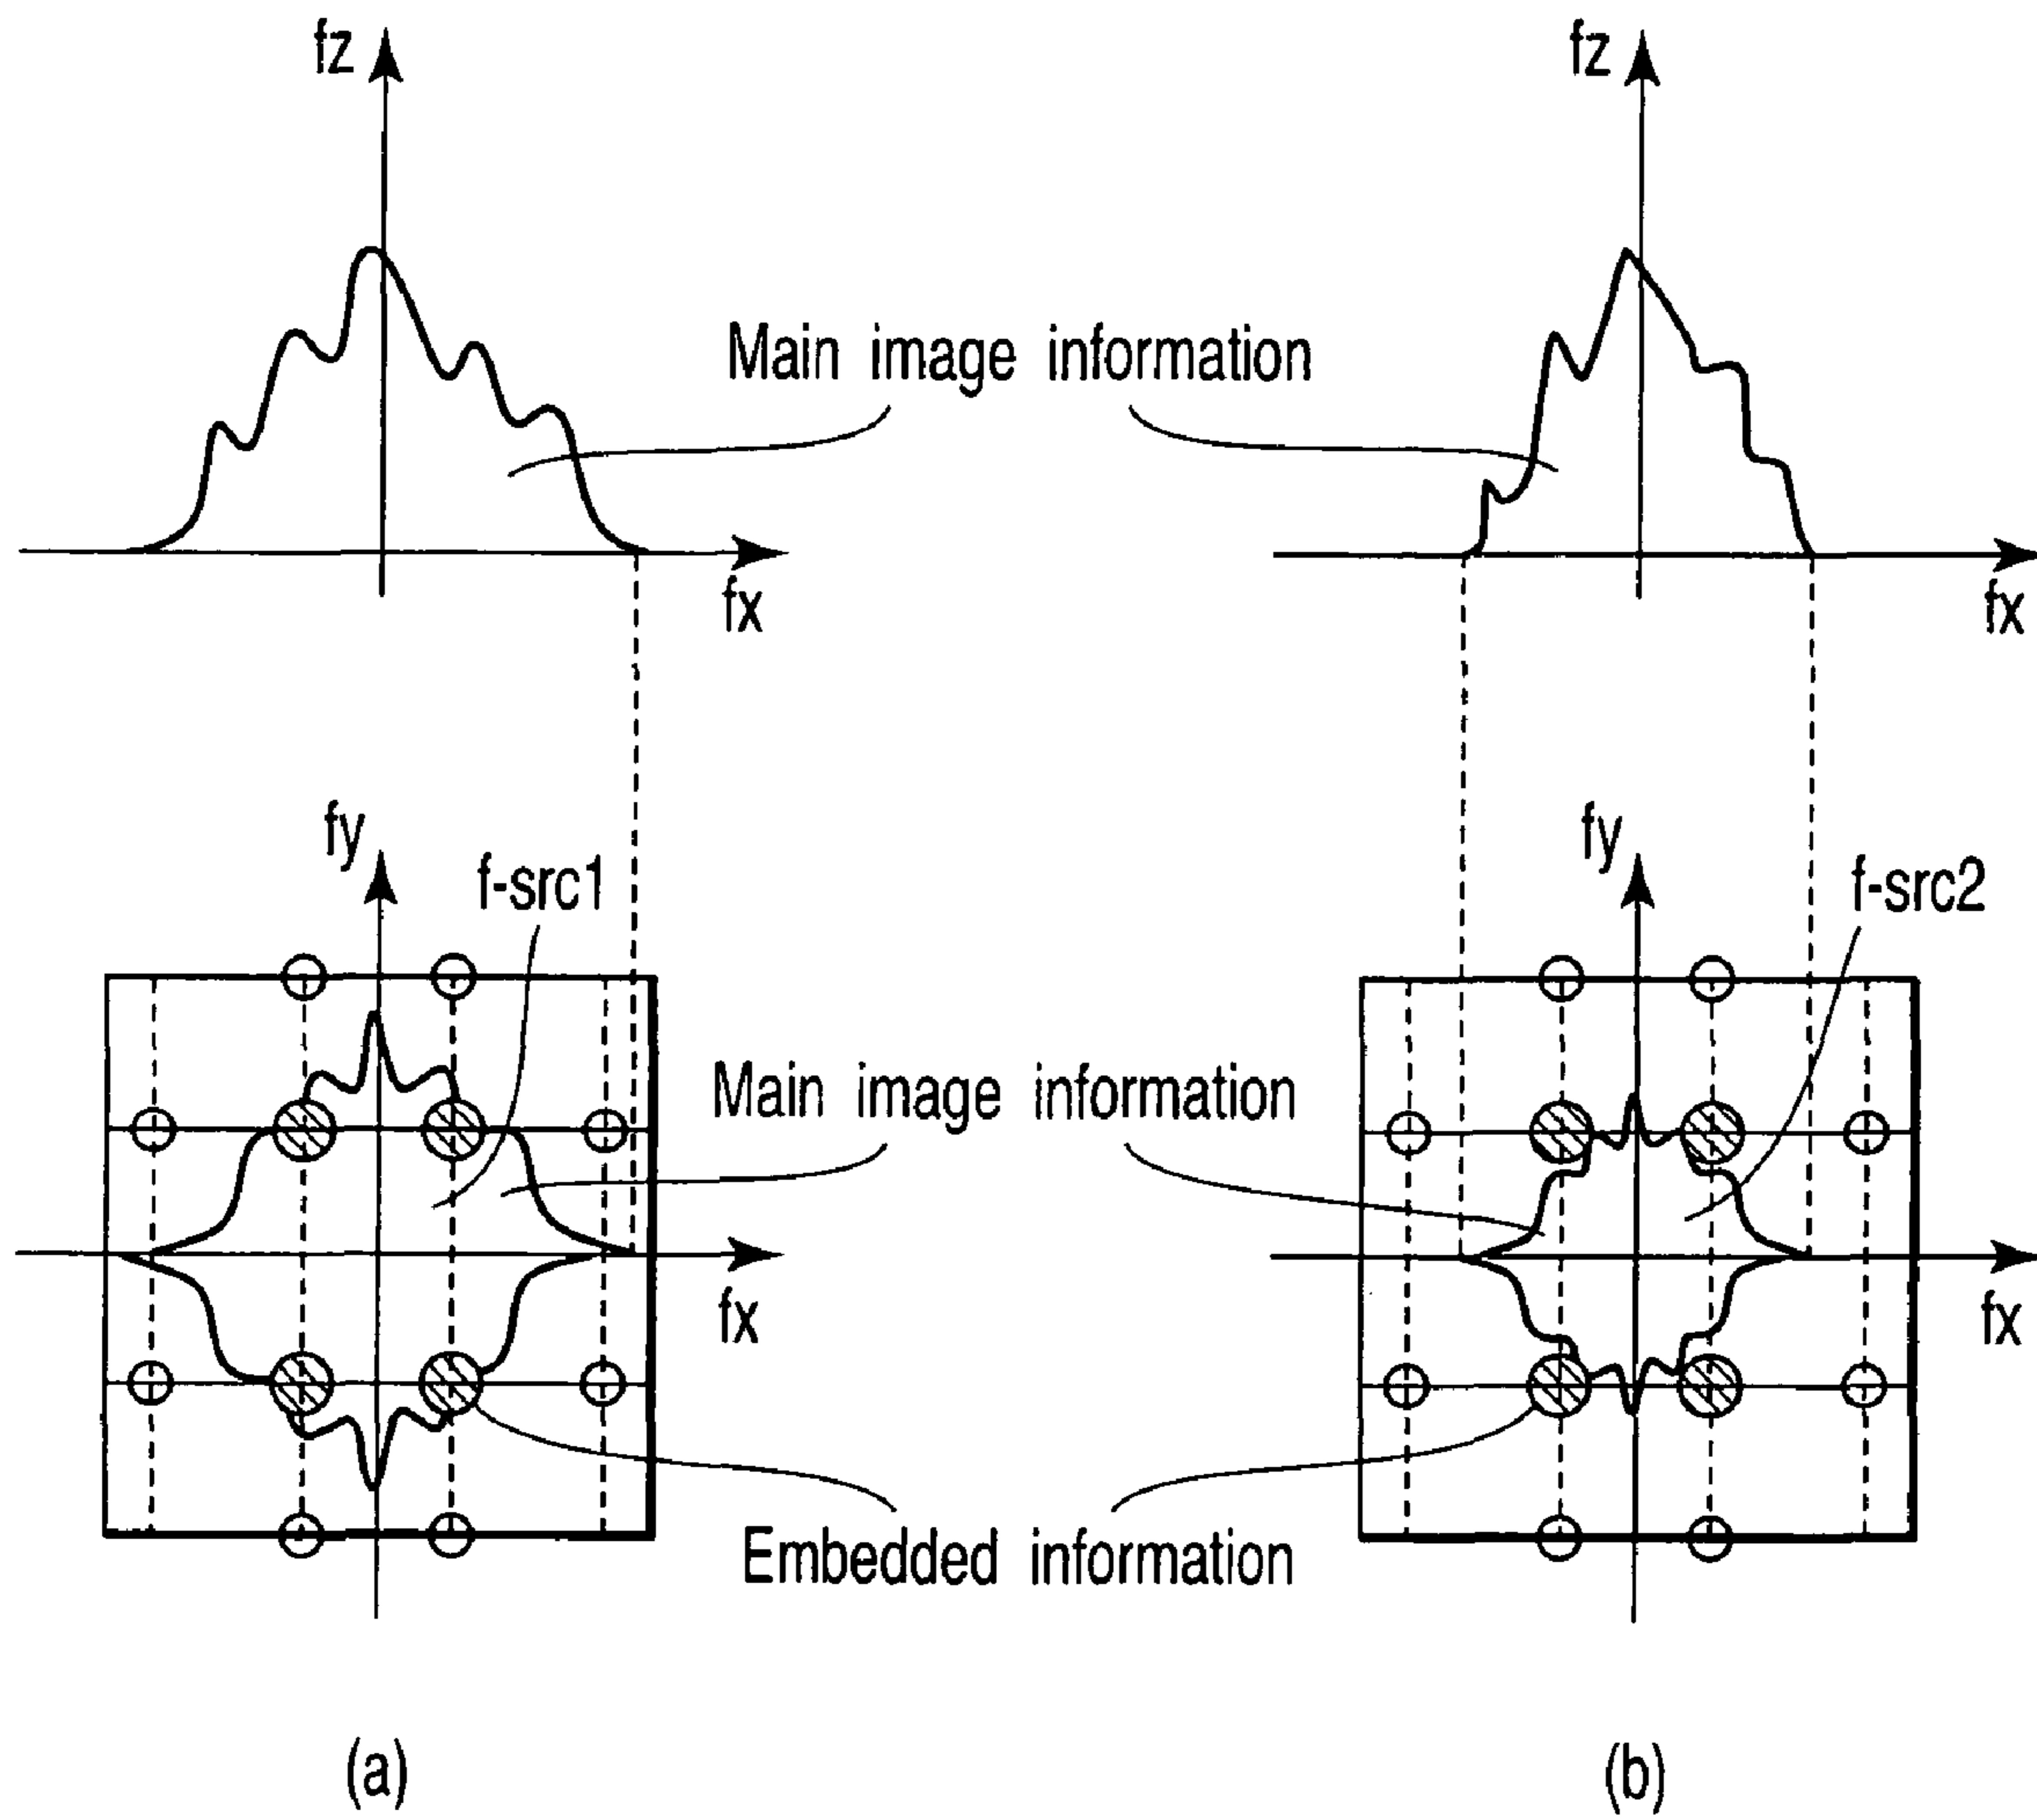 fz
fz
Main image information
fx
fx
fy
f-src1
fy
f-src2
Main image information
fx
fx
Embedded information
(a)
(b)